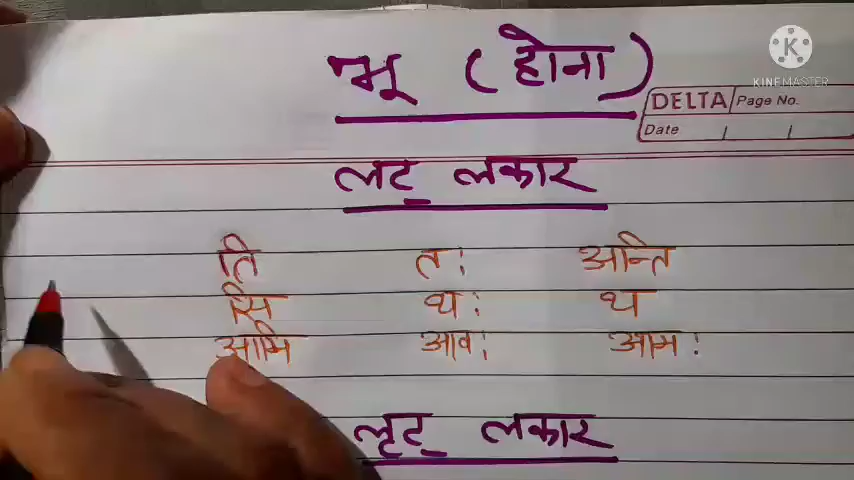 भू (होना)
KINEMASTER
DELTA Page No.
Date
लट् लकार
ति तः अन्ति
सि थः थ
आमि आवः आमः
लृट् लकार